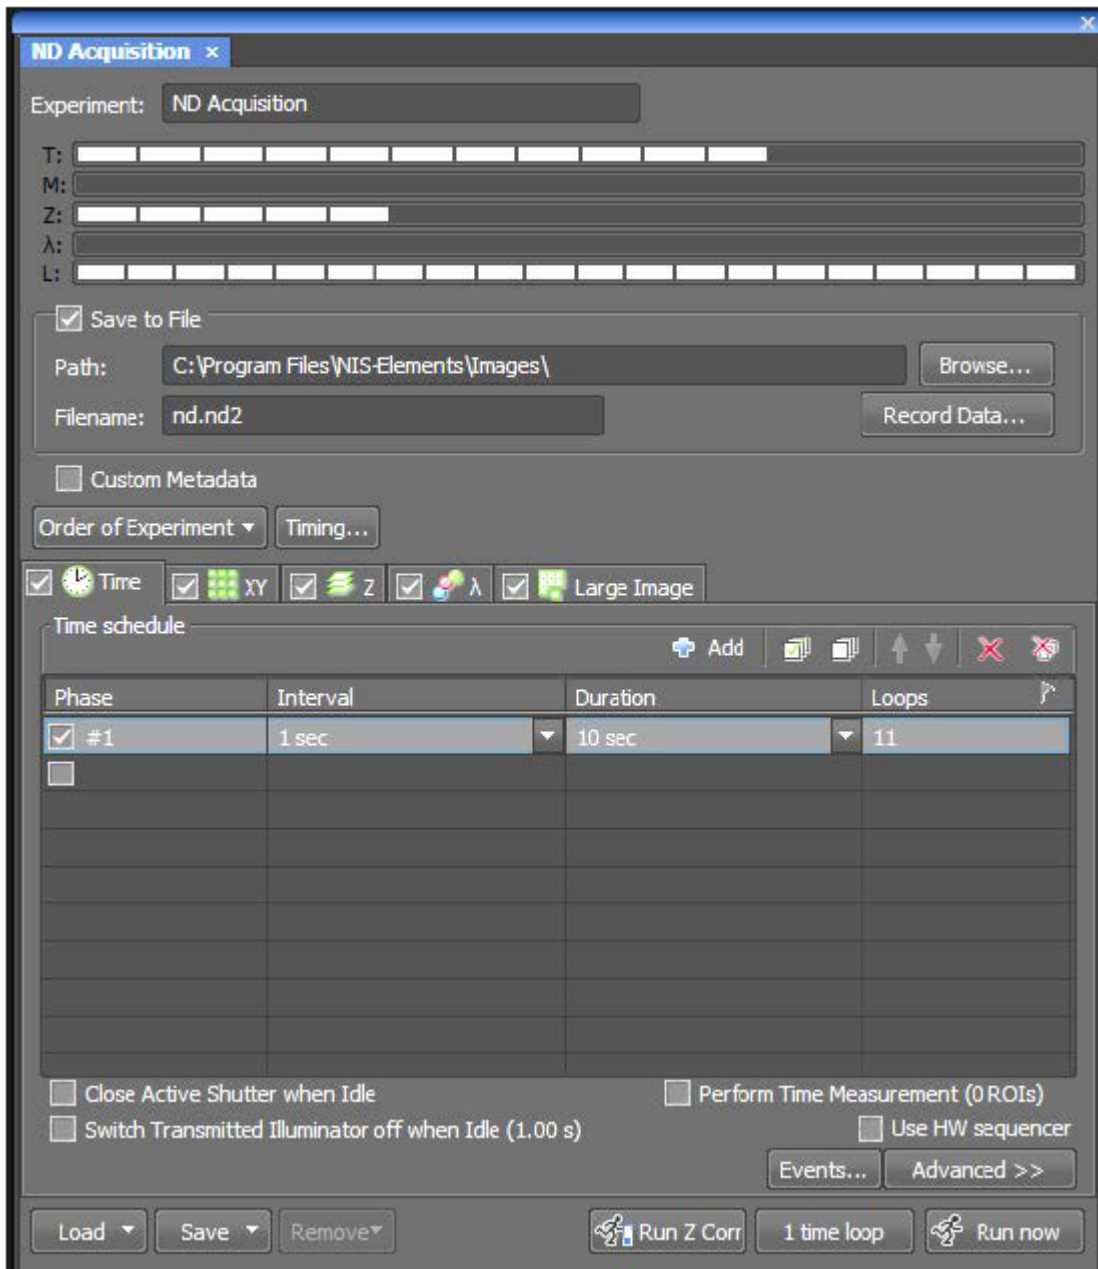 ND Acquisition ×
Experiment: ND Acquisition
T:
M:
Z:
λ:
L:
Save to File
Path: C:\Program Files\NIS-Elements\Images\ Browse...
Filename: nd.nd2 Record Data...
Custom Metadata
Order of Experiment Timing...
Time XY Z λ Large Image
Time schedule
Add
Phase Interval Duration Loops
#1 1 sec 10 sec 11
Close Active Shutter when Idle Perform Time Measurement (0 ROIs)
Switch Transmitted Illuminator off when Idle (1.00 s) Use HW sequencer
Events... Advanced >>
Load Save Remove Run Z Corr 1 time loop Run now